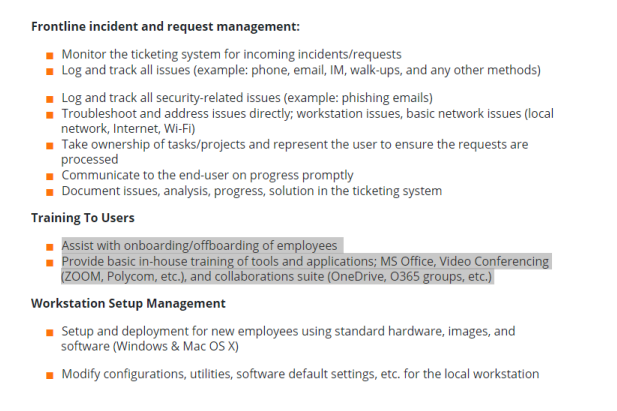 Frontline incident and request management:
Monitor the ticketing system for incoming incidents/requests
Log and track all issues (example: phone, email, IM, walk-ups, and any other methods)
Log and track all security-related issues (example: phishing emails)
Troubleshoot and address issues directly; workstation issues, basic network issues (local
network, Internet, Wi-Fi)
Take ownership of tasks/projects and represent the user to ensure the requests are
processed
Communicate to the end-user on progress promptly
Document issues, analysis, progress, solution in the ticketing system
Training To Users
Assist with onboarding/offboarding of employees
Provide basic in-house training of tools and applications; MS Office, Video Conferencing
(ZOOM, Polycom, etc.), and collaborations suite (OneDrive, O365 groups, etc.)
Workstation Setup Management
Setup and deployment for new employees using standard hardware, images, and
software (Windows & Mac OS X)
Modify configurations, utilities, software default settings, etc. for the local workstation